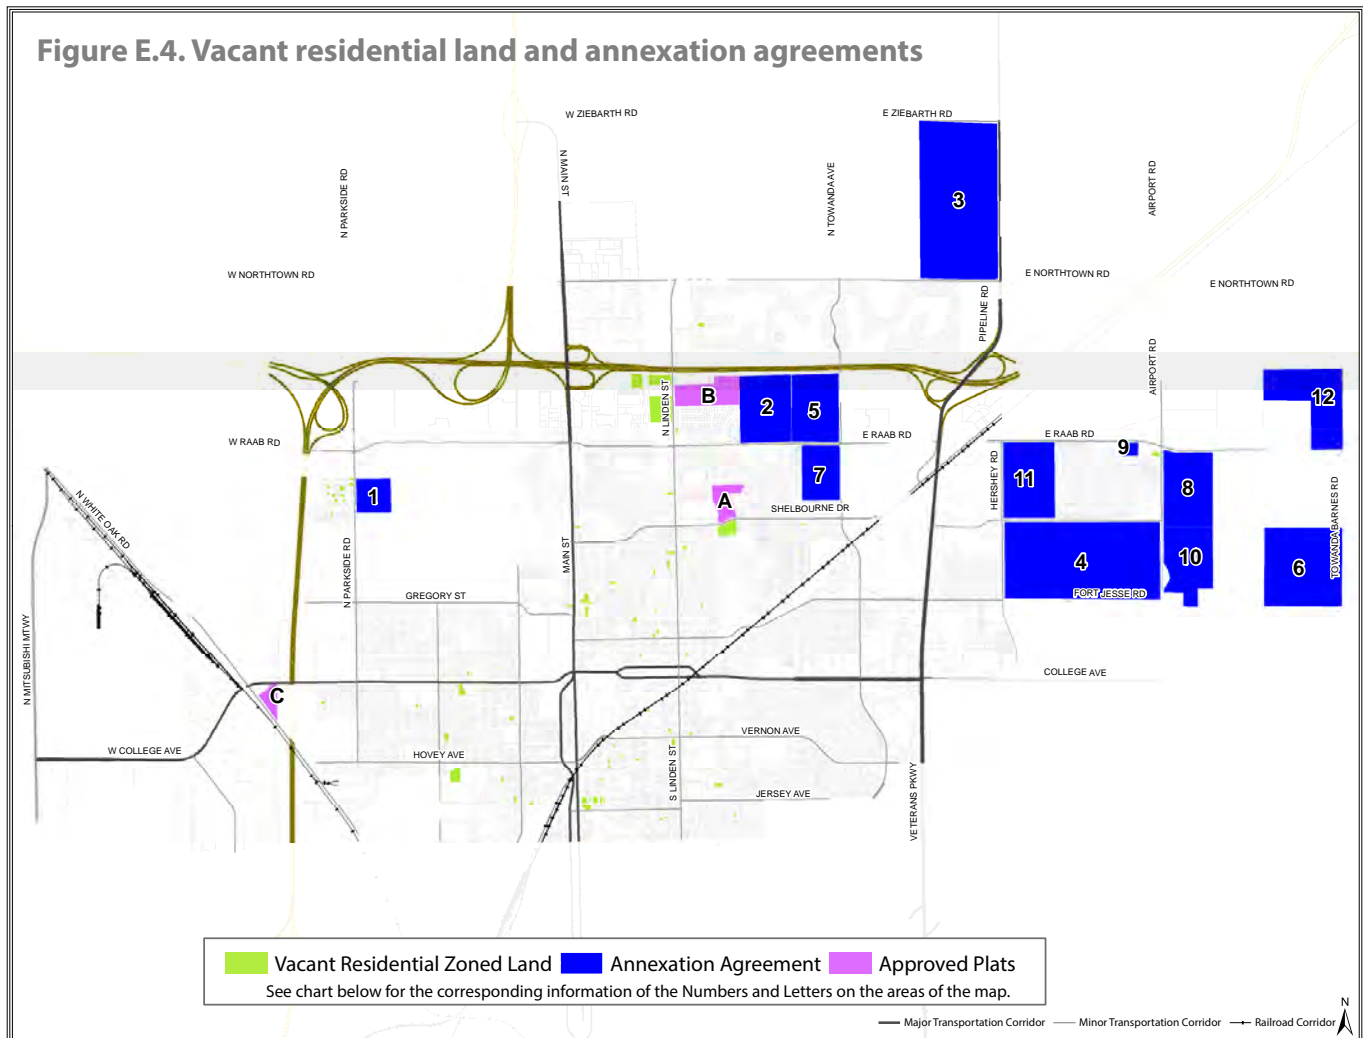 Figure E.4. Vacant residential land and annexation agreements
W ZIEBARTH RD
E ZIEBARTH RD
N MAIN ST
N PARKSIDE RD
N TOWANDA AVE
AIRPORT RD
3
W NORTHTOWN RD
E NORTHTOWN RD
E NORTHTOWN RD
PIPELINE RD
AIRPORT RD
N LINDEN ST
B
2
5
12
W RAAB RD
E RAAB RD
E RAAB RD
9
1
7
HERSHEY RD
11
8
A
SHELBOURNE DR
N WHITE OAK RD
TOWANDA BARNES RD
MAIN ST
N PARKSIDE RD
4
10
6
GREGORY ST
FORT JESSE RD
N MITSUBISHI MTWY
COLLEGE AVE
C
W COLLEGE AVE
HOVEY AVE
VERNON AVE
S LINDEN ST
JERSEY AVE
VETERANS PKWY
Vacant Residential Zoned Land
Annexation Agreement
Approved Plats
See chart below for the corresponding information of the Numbers and Letters on the areas of the map.
N
Major Transportation Corridor
Minor Transportation Corridor
Railroad Corridor